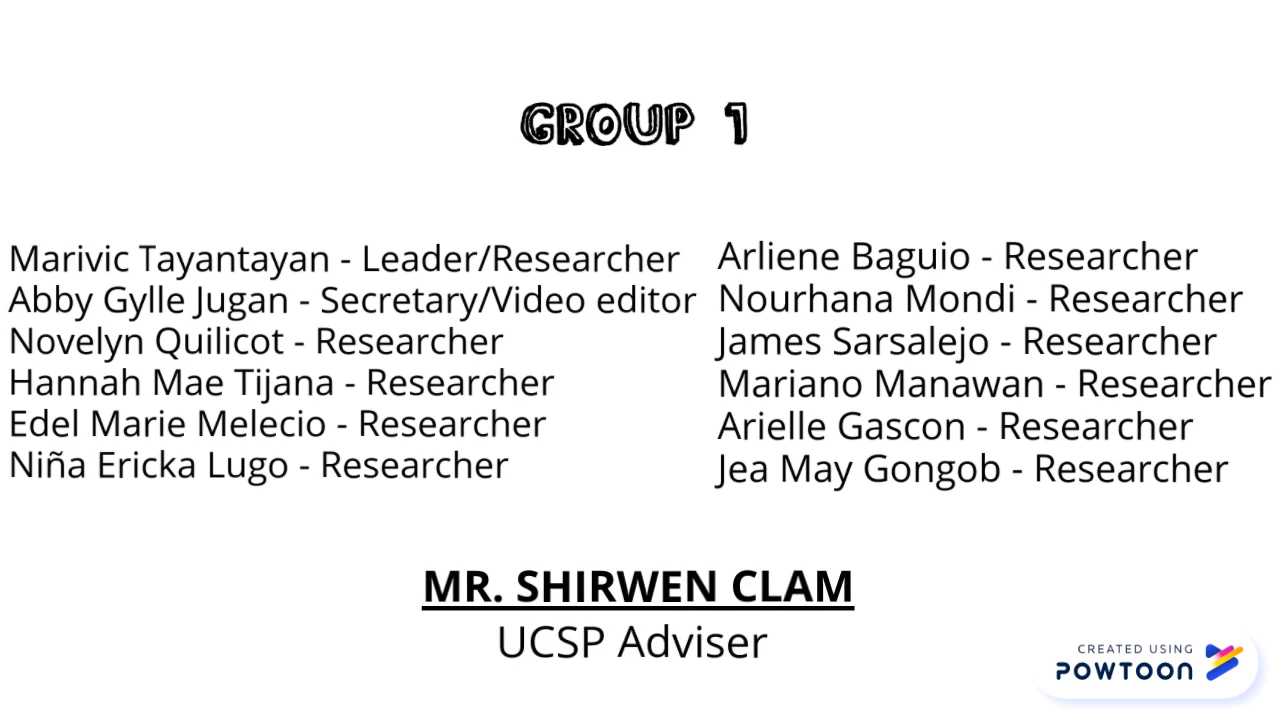 GROUP 1
Marivic Tayantayan - Leader/Researcher
Abby Gylle Jugan - Secretary/Video editor
Novelyn Quilicot - Researcher
Hannah Mae Tijana - Researcher
Edel Marie Melecio - Researcher
Niña Ericka Lugo - Researcher
Arliene Baguio - Researcher
Nourhana Mondi - Researcher
James Sarsalejo - Researcher
Mariano Manawan - Researcher
Arielle Gascon - Researcher
Jea May Gongob - Researcher
MR. SHIRWEN CLAM
UCSP Adviser
CREATED USING
POWTOON